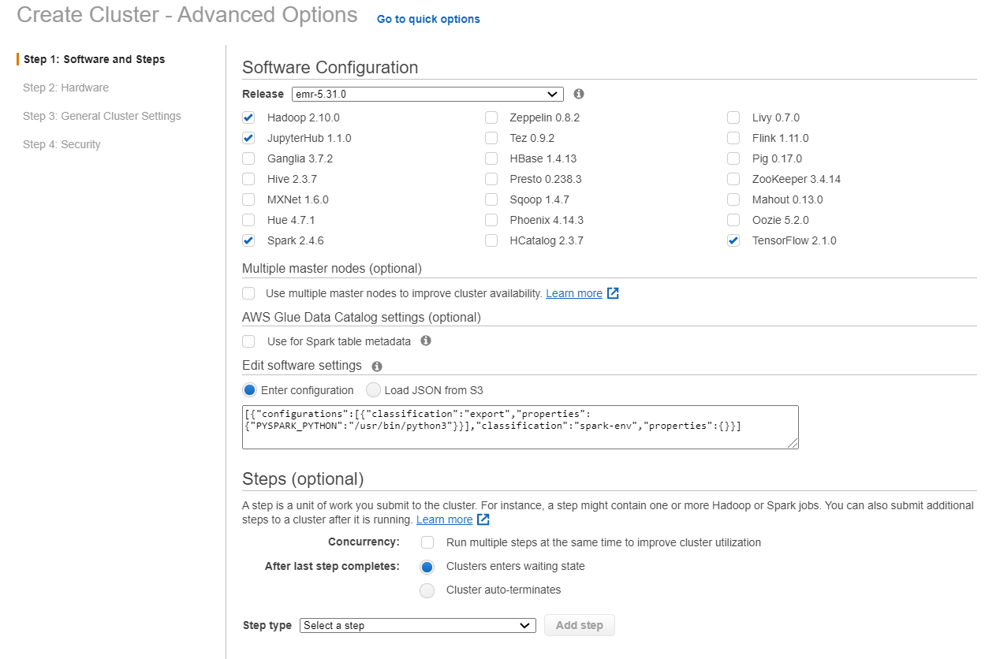 Create Cluster - Advanced Options Go to quick options
Step 1: Software and Steps
Step 2: Hardware
Step 3: General Cluster Settings
Step 4: Security
Software Configuration
Release emr-5.31.0
Hadoop 2.10.0 Zeppelin 0.8.2 Livy 0.7.0
JupyterHub 1.1.0 Tez 0.9.2 Flink 1.11.0
Ganglia 3.7.2 HBase 1.4.13 Pig 0.17.0
Hive 2.3.7 Presto 0.238.3 ZooKeeper 3.4.14
MXNet 1.6.0 Sqoop 1.4.7 Mahout 0.13.0
Hue 4.7.1 Phoenix 4.14.3 Oozie 5.2.0
Spark 2.4.6 HCatalog 2.3.7 TensorFlow 2.1.0
Multiple master nodes (optional)
Use multiple master nodes to improve cluster availability. Learn more
AWS Glue Data Catalog settings (optional)
Use for Spark table metadata
Edit software settings
Enter configuration Load JSON from S3
[{"configurations":[{"classification":"export","properties":
{"PYSPARK_PYTHON":"/usr/bin/python3"}}],"classification":"spark-env","properties":{}}]
Steps (optional)
A step is a unit of work you submit to the cluster. For instance, a step might contain one or more Hadoop or Spark jobs. You can also submit additional
steps to a cluster after it is running. Learn more
Concurrency: Run multiple steps at the same time to improve cluster utilization
After last step completes: Clusters enters waiting state
Cluster auto-terminates
Step type Select a step Add step